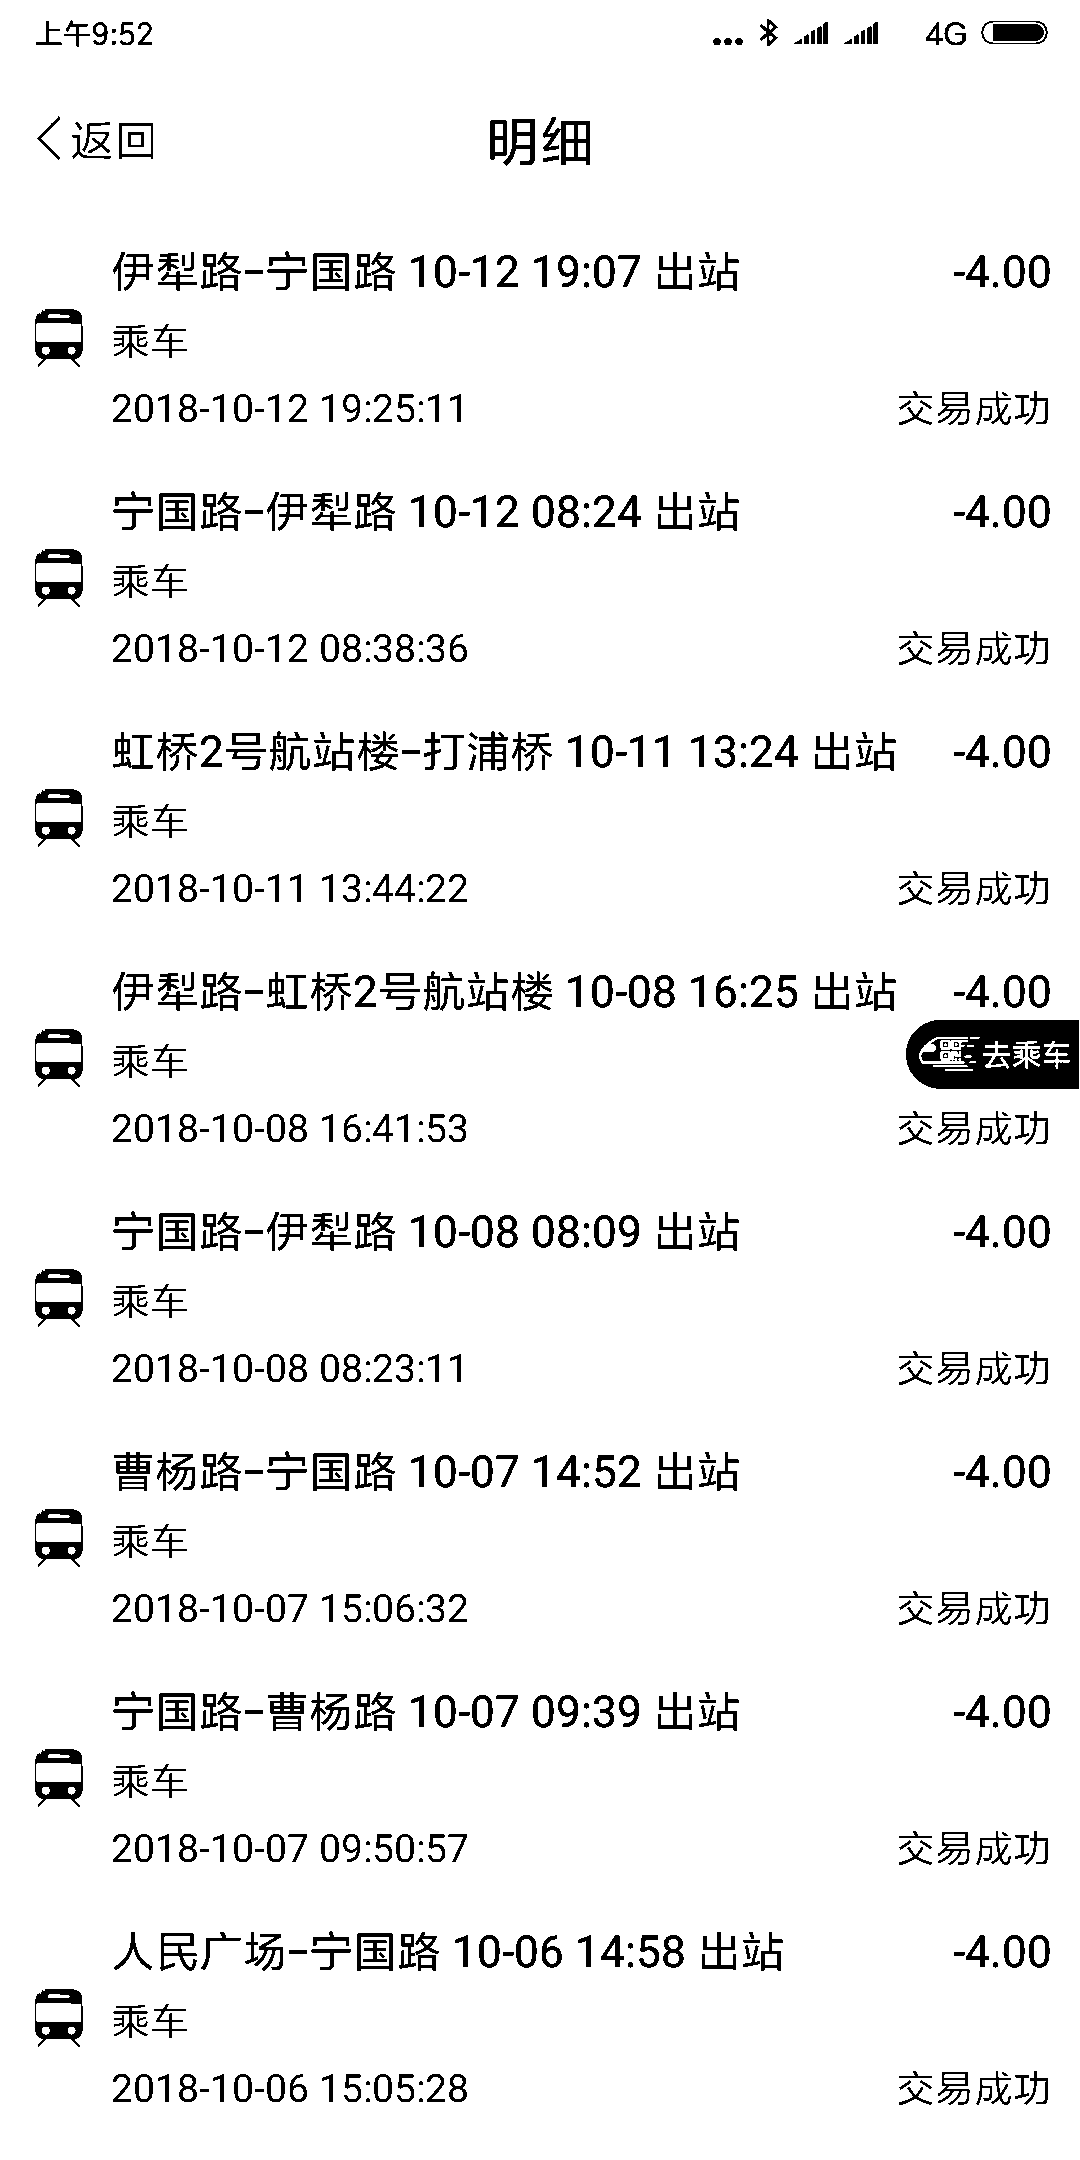 上午9:52
4G
返回
明细
伊犁路-宁国路 10-12 19:07 出站 -4.00
乘车
2018-10-12 19:25:11 交易成功
宁国路-伊犁路 10-12 08:24 出站 -4.00
乘车
2018-10-12 08:38:36 交易成功
虹桥2号航站楼-打浦桥 10-11 13:24 出站 -4.00
乘车
2018-10-11 13:44:22 交易成功
伊犁路-虹桥2号航站楼 10-08 16:25 出站 -4.00
乘车 去乘车
2018-10-08 16:41:53 交易成功
宁国路-伊犁路 10-08 08:09 出站 -4.00
乘车
2018-10-08 08:23:11 交易成功
曹杨路-宁国路 10-07 14:52 出站 -4.00
乘车
2018-10-07 15:06:32 交易成功
宁国路-曹杨路 10-07 09:39 出站 -4.00
乘车
2018-10-07 09:50:57 交易成功
人民广场-宁国路 10-06 14:58 出站 -4.00
乘车
2018-10-06 15:05:28 交易成功